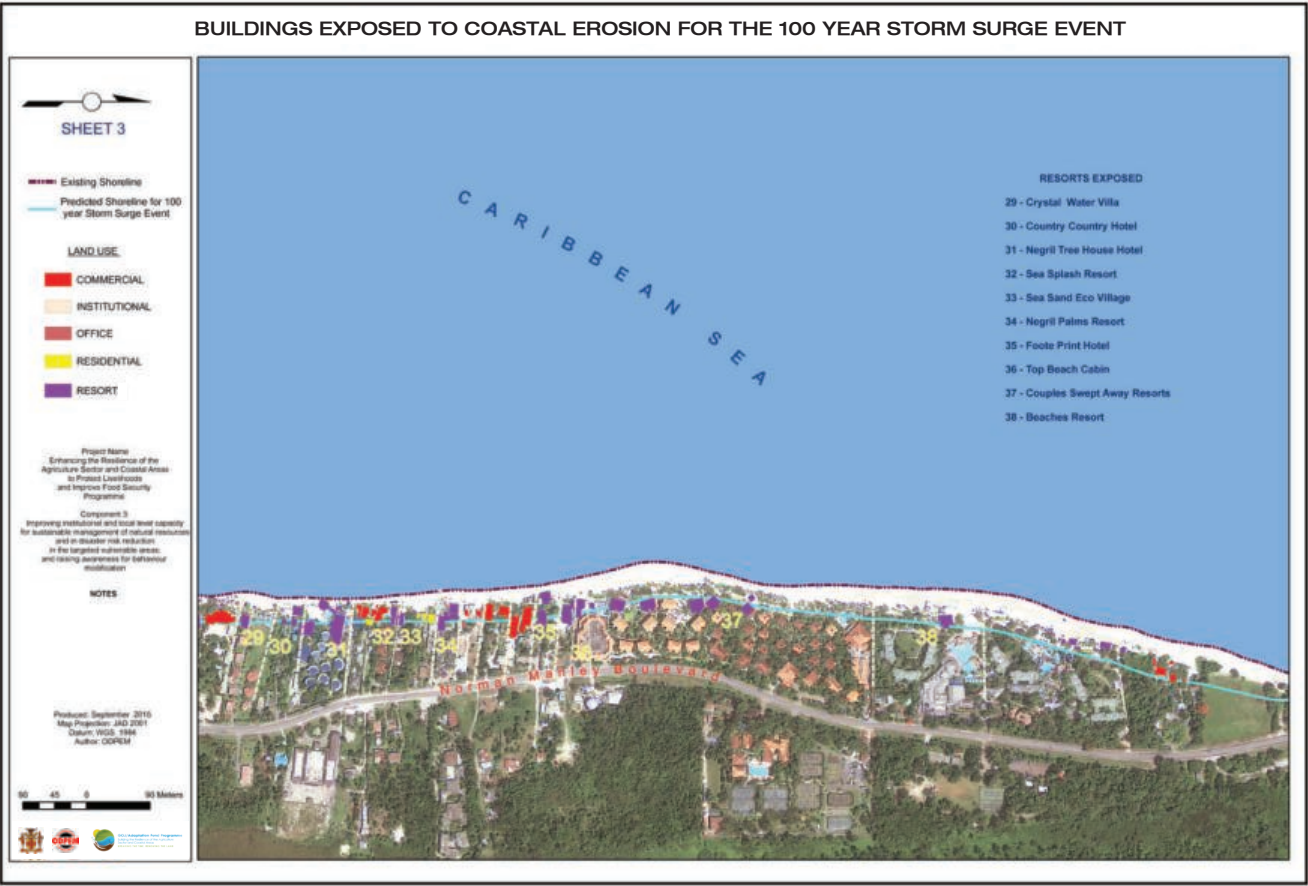 BUILDINGS EXPOSED TO COASTAL EROSION FOR THE 100 YEAR STORM SURGE EVENT
SHEET 3
Existing Shoreline
Predicted Shoreline for 100
year Storm Surge Event
LAND USE
COMMERCIAL
INSTITUTIONAL
OFFICE
RESIDENTIAL
RESORT
Project Name
Enhancing the Resilience of the
Agriculture Sector and Coastal Areas
to Protect Livelihoods
and Improve Food Security
Programme
Component 3
Improving institutional and local level capacity
for sustainable management of natural resources
and in disaster risk reduction
in the targeted vulnerable areas;
and raising awareness for behaviour
modification
NOTES
Produced: September 2015
Map Projection: JAD 2001
Datum: WGS 1984
Author: ODPEM
90 45 0 90 Meters
ODPEM
CARIBBEAN SEA
RESORTS EXPOSED
29 - Crystal Water Villa
30 - Country Country Hotel
31 - Negril Tree House Hotel
32 - Sea Splash Resort
33 - Sea Sand Eco Village
34 - Negril Palms Resort
35 - Foote Print Hotel
36 - Top Beach Cabin
37 - Couples Swept Away Resorts
38 - Beaches Resort
29 30 31 32 33 34 35 36 37 38
Norman Manley Boulevard